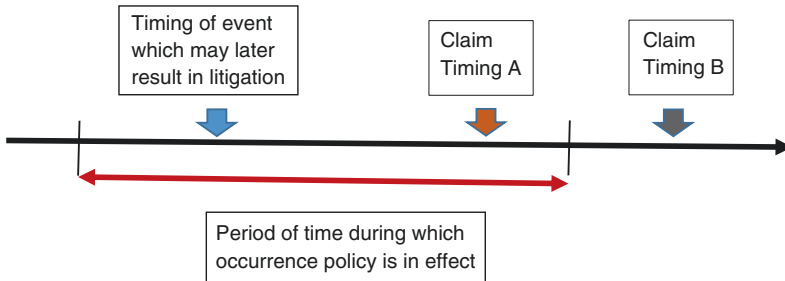 Timing of event
which may later
result in litigation
Claim
Timing A
Claim
Timing B
Period of time during which
occurrence policy is in effect